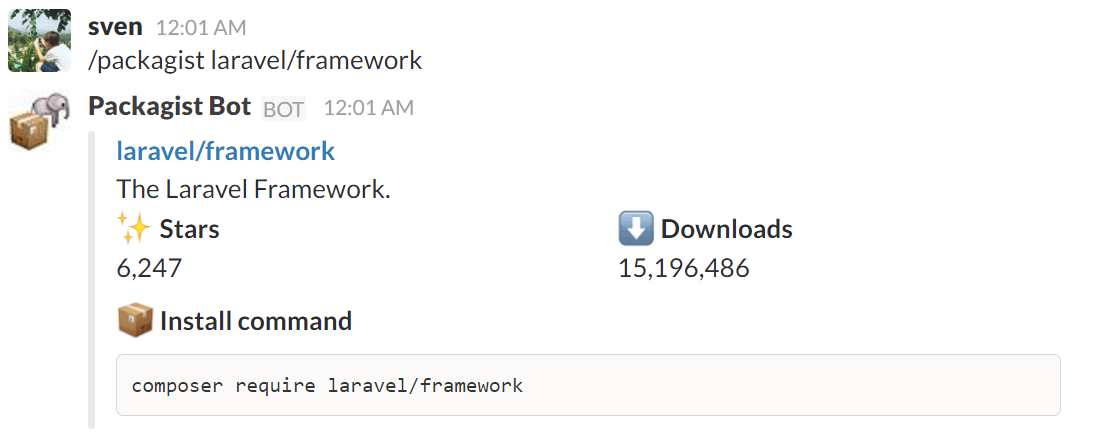 sven 12:01 AM
/packagist laravel/framework
Packagist Bot BOT 12:01 AM
laravel/framework
The Laravel Framework.
Stars Downloads
6,247 15,196,486
Install command
composer require laravel/framework